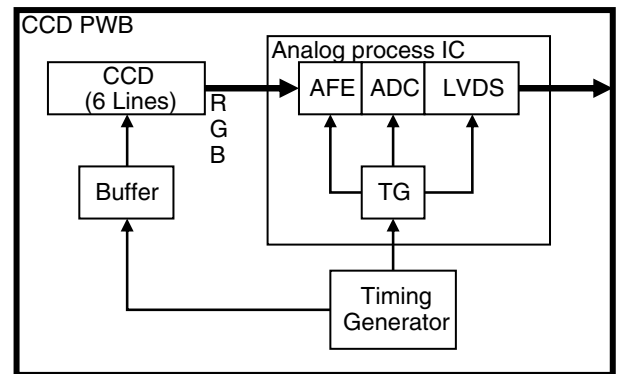 CCD PWB
Analog process IC
CCD
(6 Lines)
R
G
B
AFE
ADC
LVDS
Buffer
TG
Timing
Generator